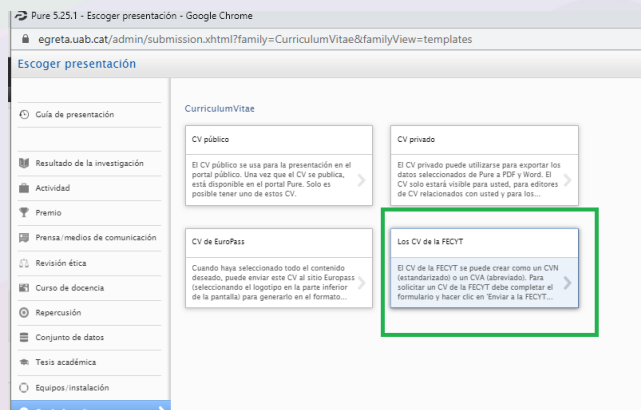 Pure 5.25.1 - Escoger presentación - Google Chrome
egreta.uab.cat/admin/submission.xhtml?family=CurriculumVitae&familyView=templates
Escoger presentación
Guía de presentación
Resultado de la investigación
Actividad
Premio
Prensa/medios de comunicación
Revisión ética
Curso de docencia
Repercusión
Conjunto de datos
Tesis académica
Equipos/instalación
CurriculumVitae
CV público
El CV público se usa para la presentación en el
portal público. Una vez que el CV se publica,
está disponible en el portal Pure. Solo es
posible tener uno de estos CV.
CV privado
El CV privado puede utilizarse para exportar los
datos seleccionados de Pure a PDF y Word. El
CV solo estará visible para usted, para editores
de CV relacionados con usted y para los...
CV de EuroPass
Cuando haya seleccionado todo el contenido
deseado, puede enviar este CV al sitio Europass
(seleccionando el logotipo en la parte inferior
de la pantalla) para generarlo en el formato...
Los CV de la FECYT
El CV de la FECYT se puede crear como un CVN
(estandarizado) o un CVA (abreviado). Para
solicitar un CV de la FECYT debe completar el
formulario y hacer clic en 'Enviar a la FECYT...